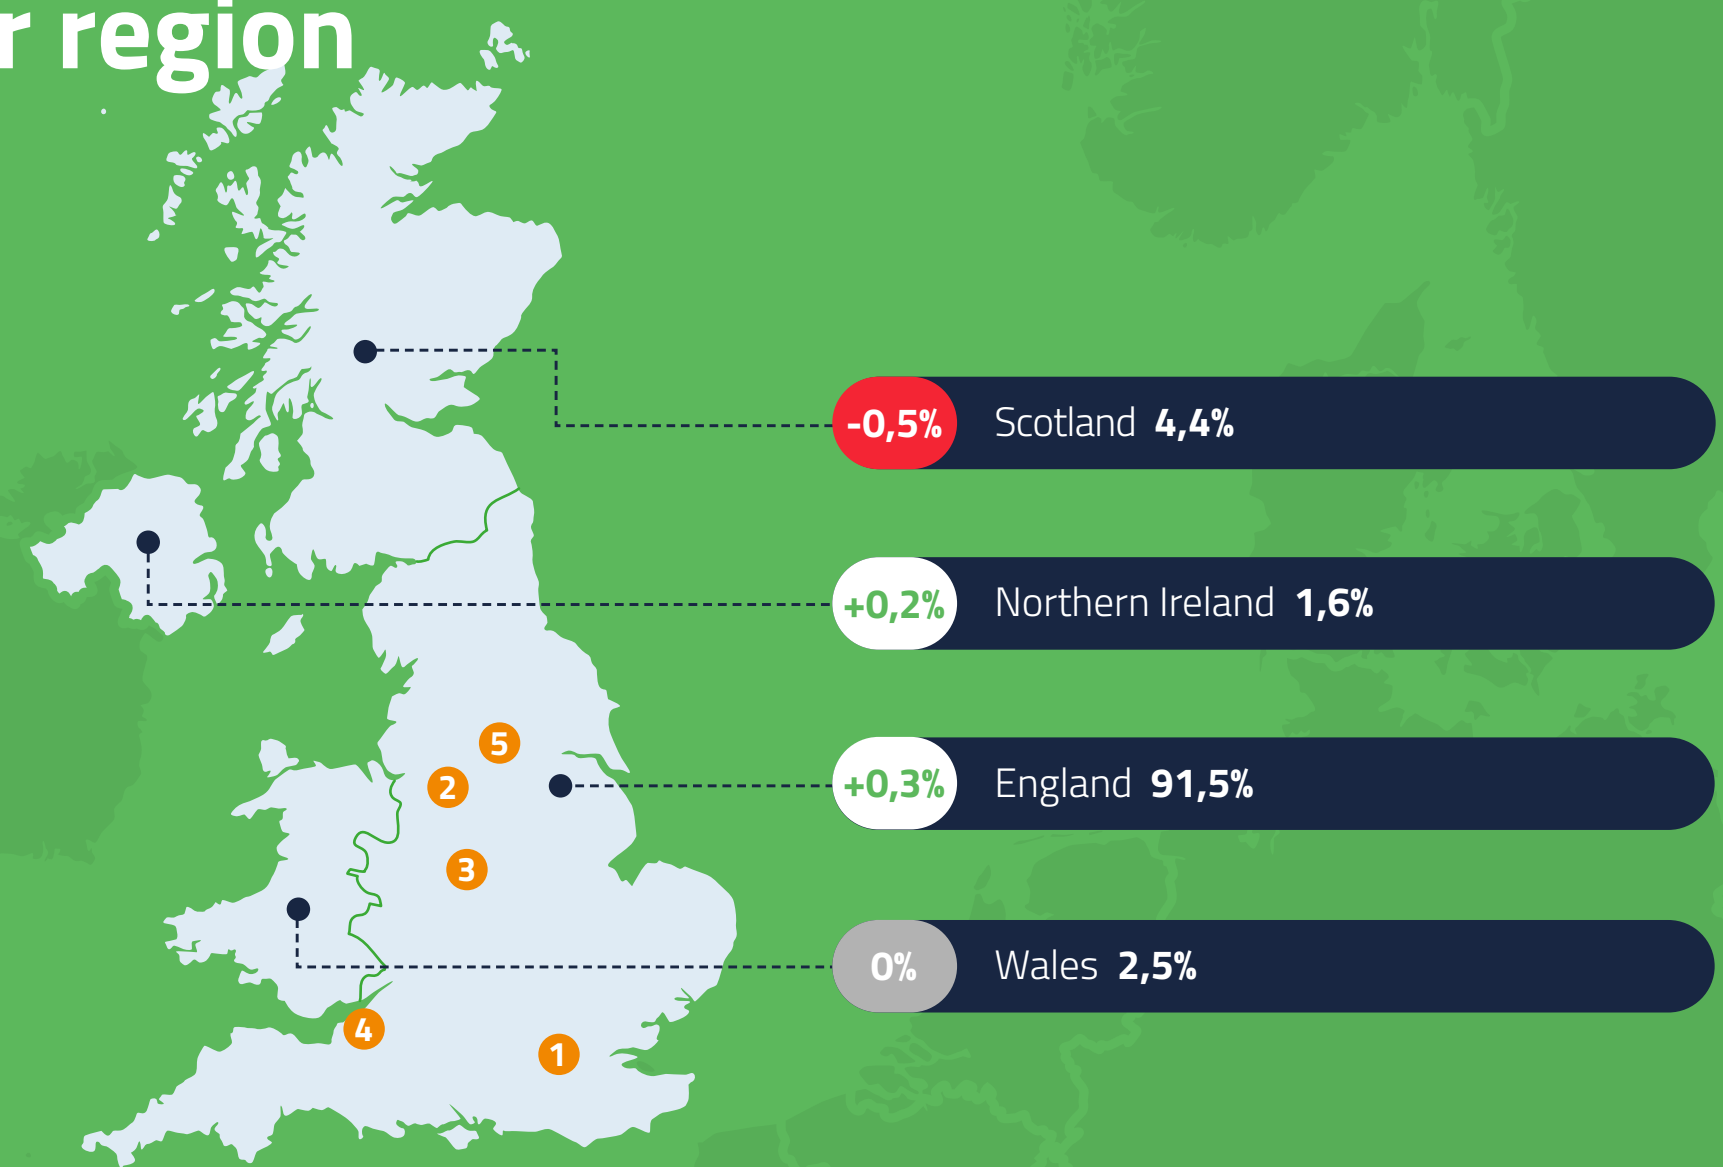 r region
-0,5% Scotland 4,4%
+0,2% Northern Ireland 1,6%
5
2
+0,3% England 91,5%
3
0% Wales 2,5%
4
1